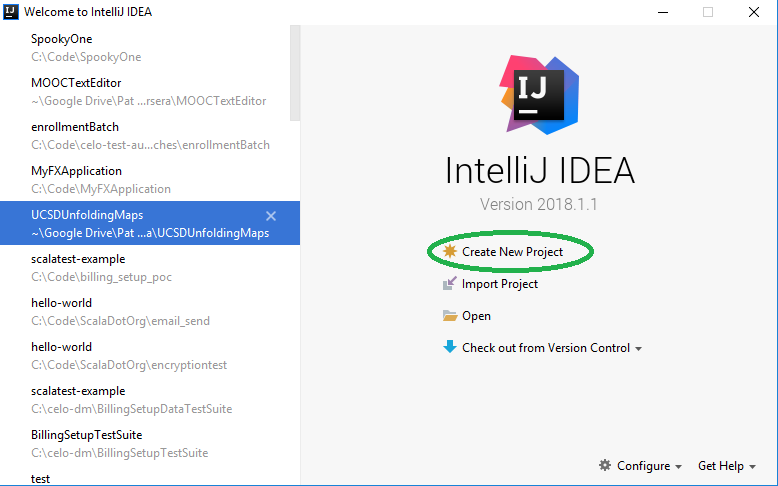 Welcome to IntelliJ IDEA
SpookyOne
C:\Code\SpookyOne
MOOCTextEditor
~\Google Drive\Pat ...rsera\MOOCTextEditor
enrollmentBatch
C:\Code\celo-test-au...ches\enrollmentBatch
MyFXApplication
C:\Code\MyFXApplication
UCSDUnfoldingMaps
~\Google Drive\Pat ...a\UCSDUnfoldingMaps
scalatest-example
C:\Code\billing_setup_poc
hello-world
C:\Code\ScalaDotOrg\email_send
hello-world
C:\Code\ScalaDotOrg\encryptiontest
scalatest-example
C:\celo-dm\BillingSetupDataTestSuite
BillingSetupTestSuite
C:\celo-dm\BillingSetupTestSuite
test
IJ
IntelliJ IDEA
Version 2018.1.1
Create New Project
Import Project
Open
Check out from Version Control
Configure
Get Help